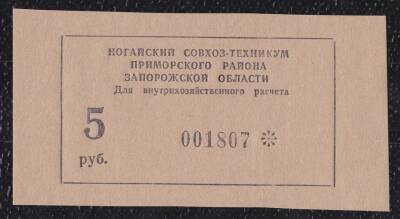 НОГАЙСКИЙ СОВХОЗ-ТЕХНИКУМ
ПРИМОРСКОГО РАЙОНА
ЗАПОРОЖСКОЙ ОБЛАСТИ
Для внутрихозяйственного расчета
5
руб.
001807 *